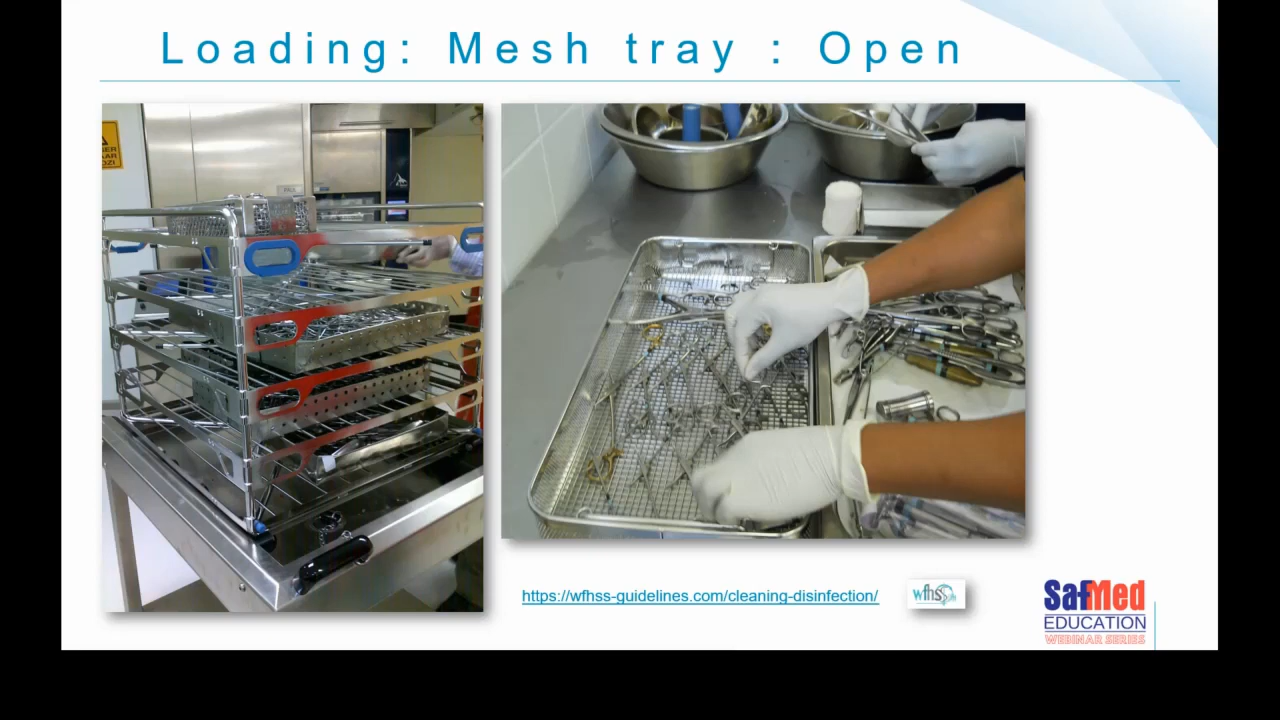 Loading: Mesh tray : Open
https://wfhss-guidelines.com/cleaning-disinfection/
wfhss
SafMed
EDUCATION
WEBINAR SERIES